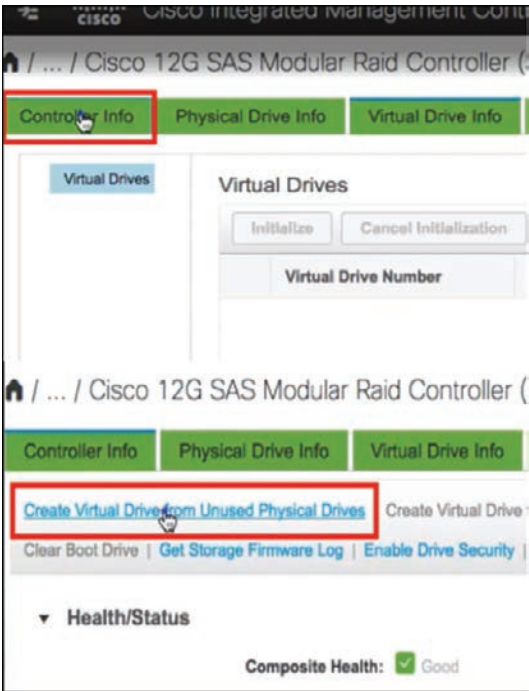 CISCO Cisco Integrated Management Cont
/ ... / Cisco 12G SAS Modular Raid Controller (
Controller Info Physical Drive Info Virtual Drive Info
Virtual Drives
Virtual Drives
Initialize Cancel Initialization
Virtual Drive Number
/ ... / Cisco 12G SAS Modular Raid Controller (
Controller Info Physical Drive Info Virtual Drive Info
Create Virtual Drive from Unused Physical Drives Create Virtual Drive
Clear Boot Drive | Get Storage Firmware Log | Enable Drive Security |
Health/Status
Composite Health: Good